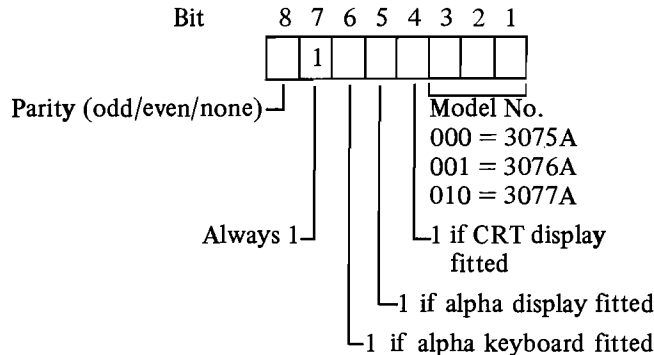 Bit 8 7 6 5 4 3 2 1
1
Parity (odd/even/none)
Model No.
000 = 3075A
001 = 3076A
010 = 3077A
Always 1
1 if CRT display
fitted
1 if alpha display fitted
1 if alpha keyboard fitted